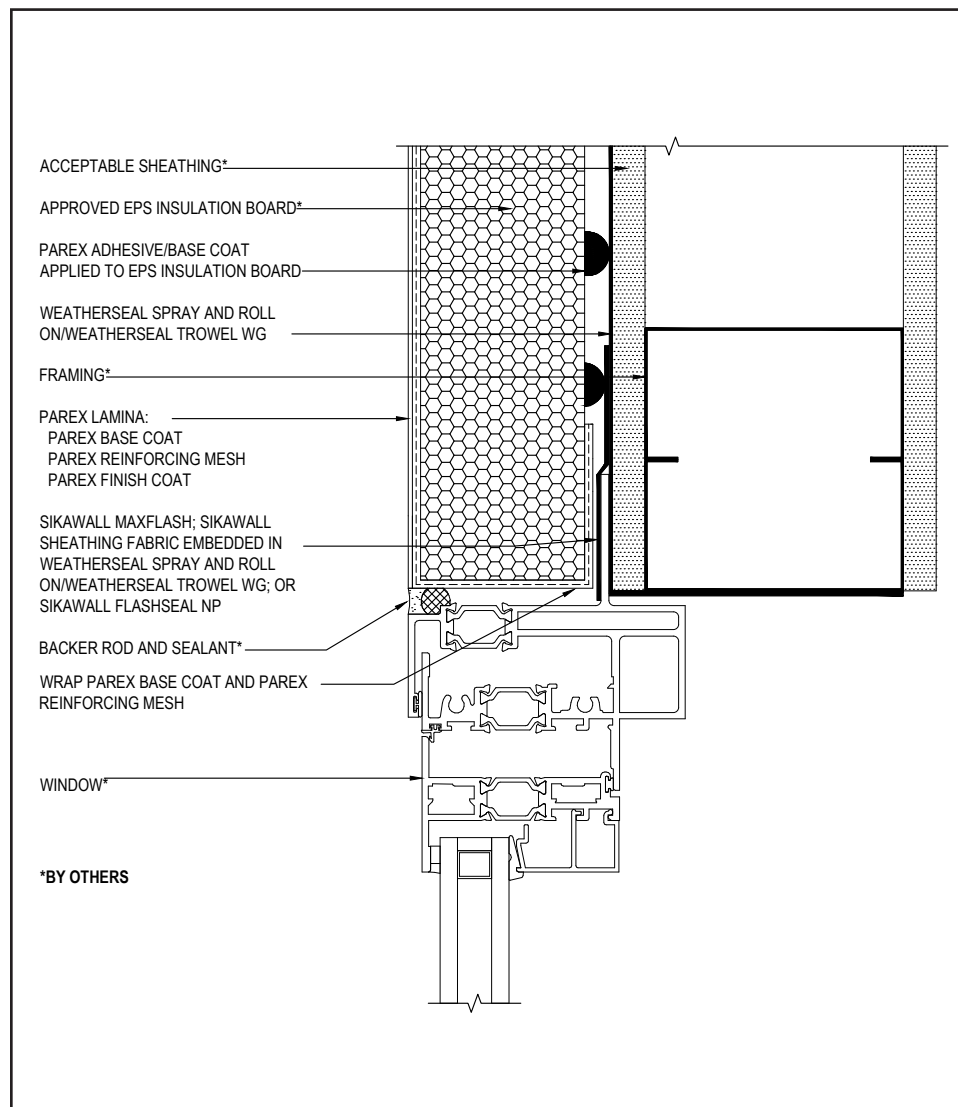 ACCEPTABLE SHEATHING*
APPROVED EPS INSULATION BOARD*
PAREX ADHESIVE/BASE COAT
APPLIED TO EPS INSULATION BOARD
WEATHERSEAL SPRAY AND ROLL
ON/WEATHERSEAL TROWEL WG
FRAMING*
PAREX LAMINA:
PAREX BASE COAT
PAREX REINFORCING MESH
PAREX FINISH COAT
SIKAWALL MAXFLASH; SIKAWALL
SHEATHING FABRIC EMBEDDED IN
WEATHERSEAL SPRAY AND ROLL
ON/WEATHERSEAL TROWEL WG; OR
SIKAWALL FLASHSEAL NP
BACKER ROD AND SEALANT*
WRAP PAREX BASE COAT AND PAREX
REINFORCING MESH
WINDOW*
*BY OTHERS